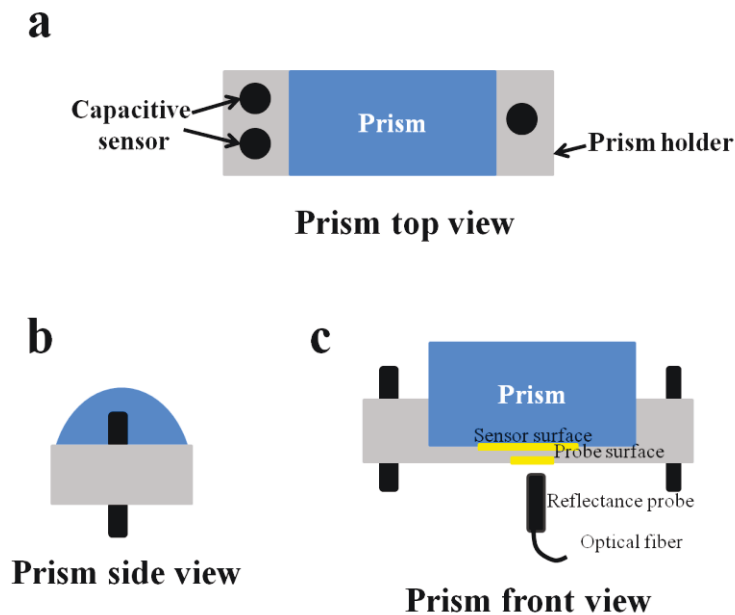 a
Capacitive
sensor
Prism
Prism holder
Prism top view
b
Prism side view
c
Prism
Sensor surface
Probe surface
Reflectance probe
Optical fiber
Prism front view